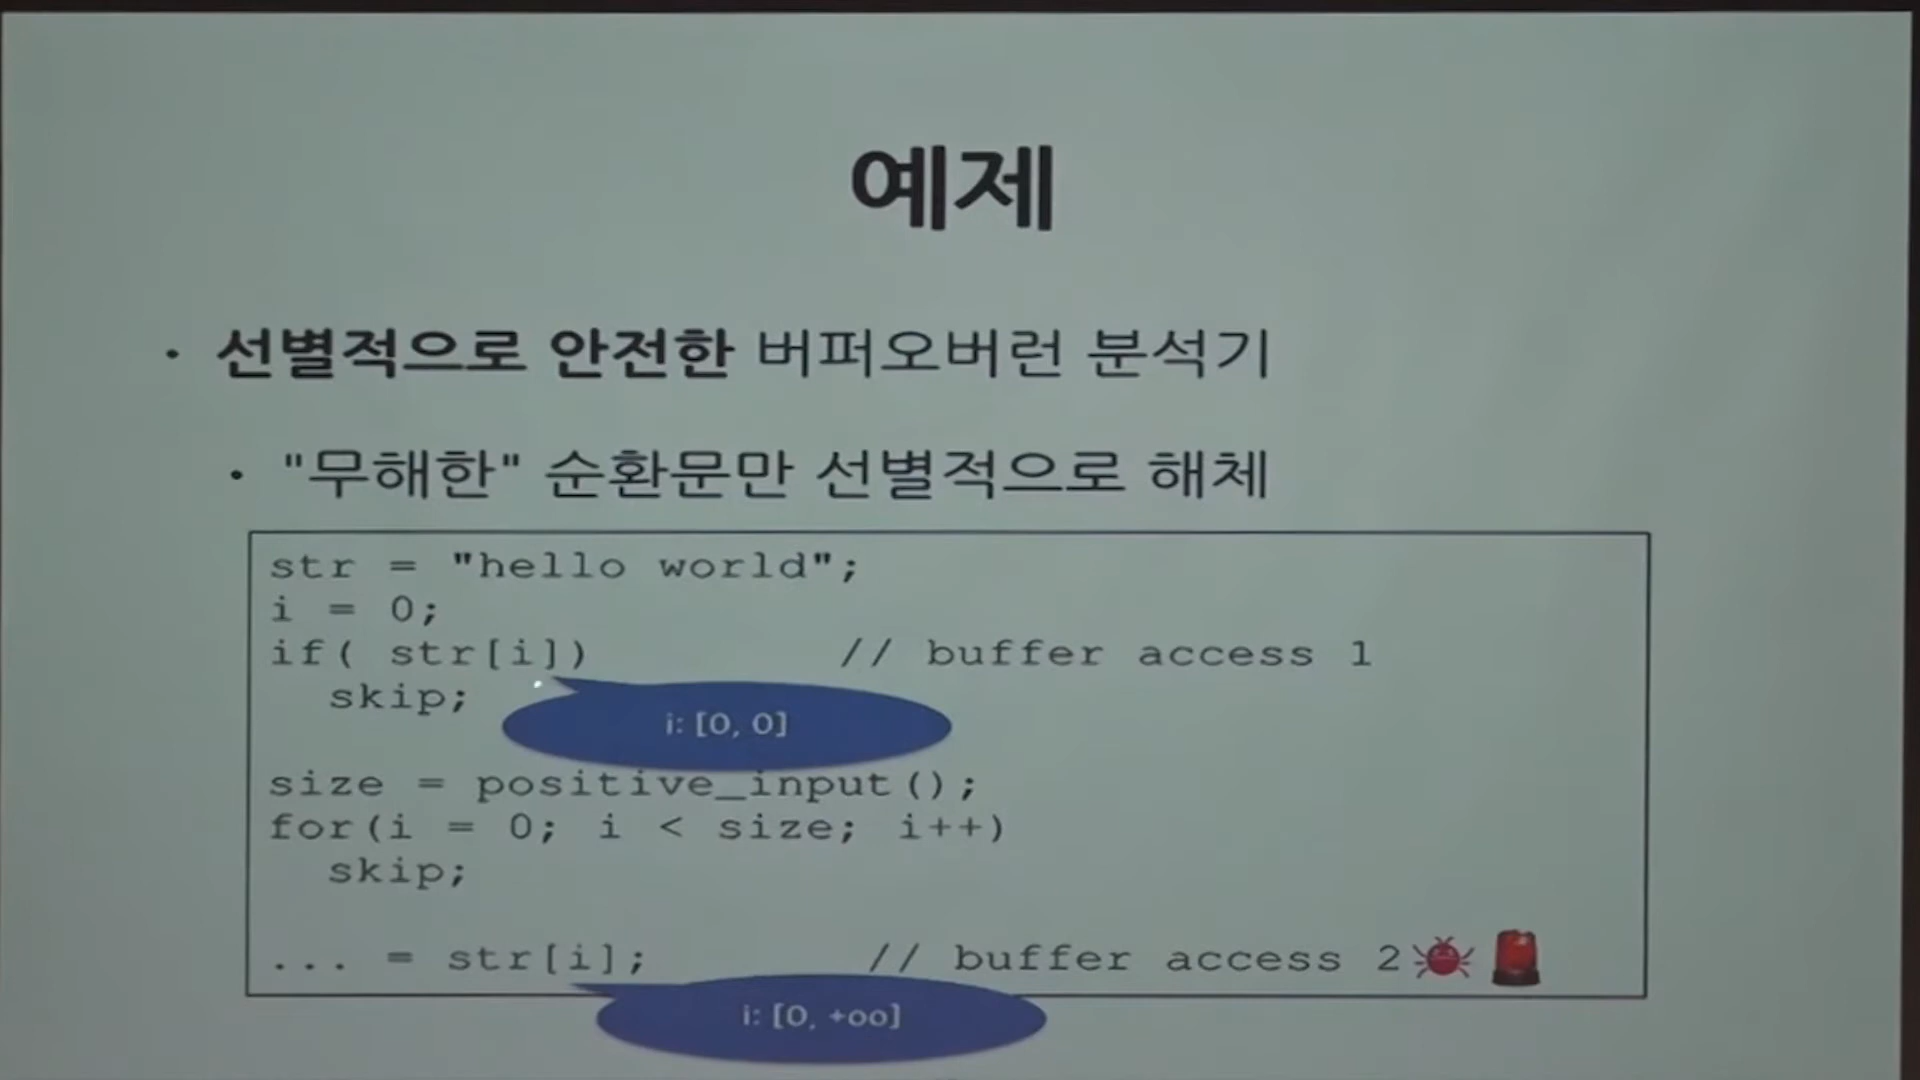 예제
• 선별적으로 안전한 버퍼오버런 분석기
• "무해한" 순환문만 선별적으로 해체
str = "hello world";
i = 0;
if( str[i]) // buffer access 1
skip;
i: [0, 0]
size = positive_input();
for(i = 0; i < size; i++)
skip;
... = str[i]; // buffer access 2
i: [0, +oo]